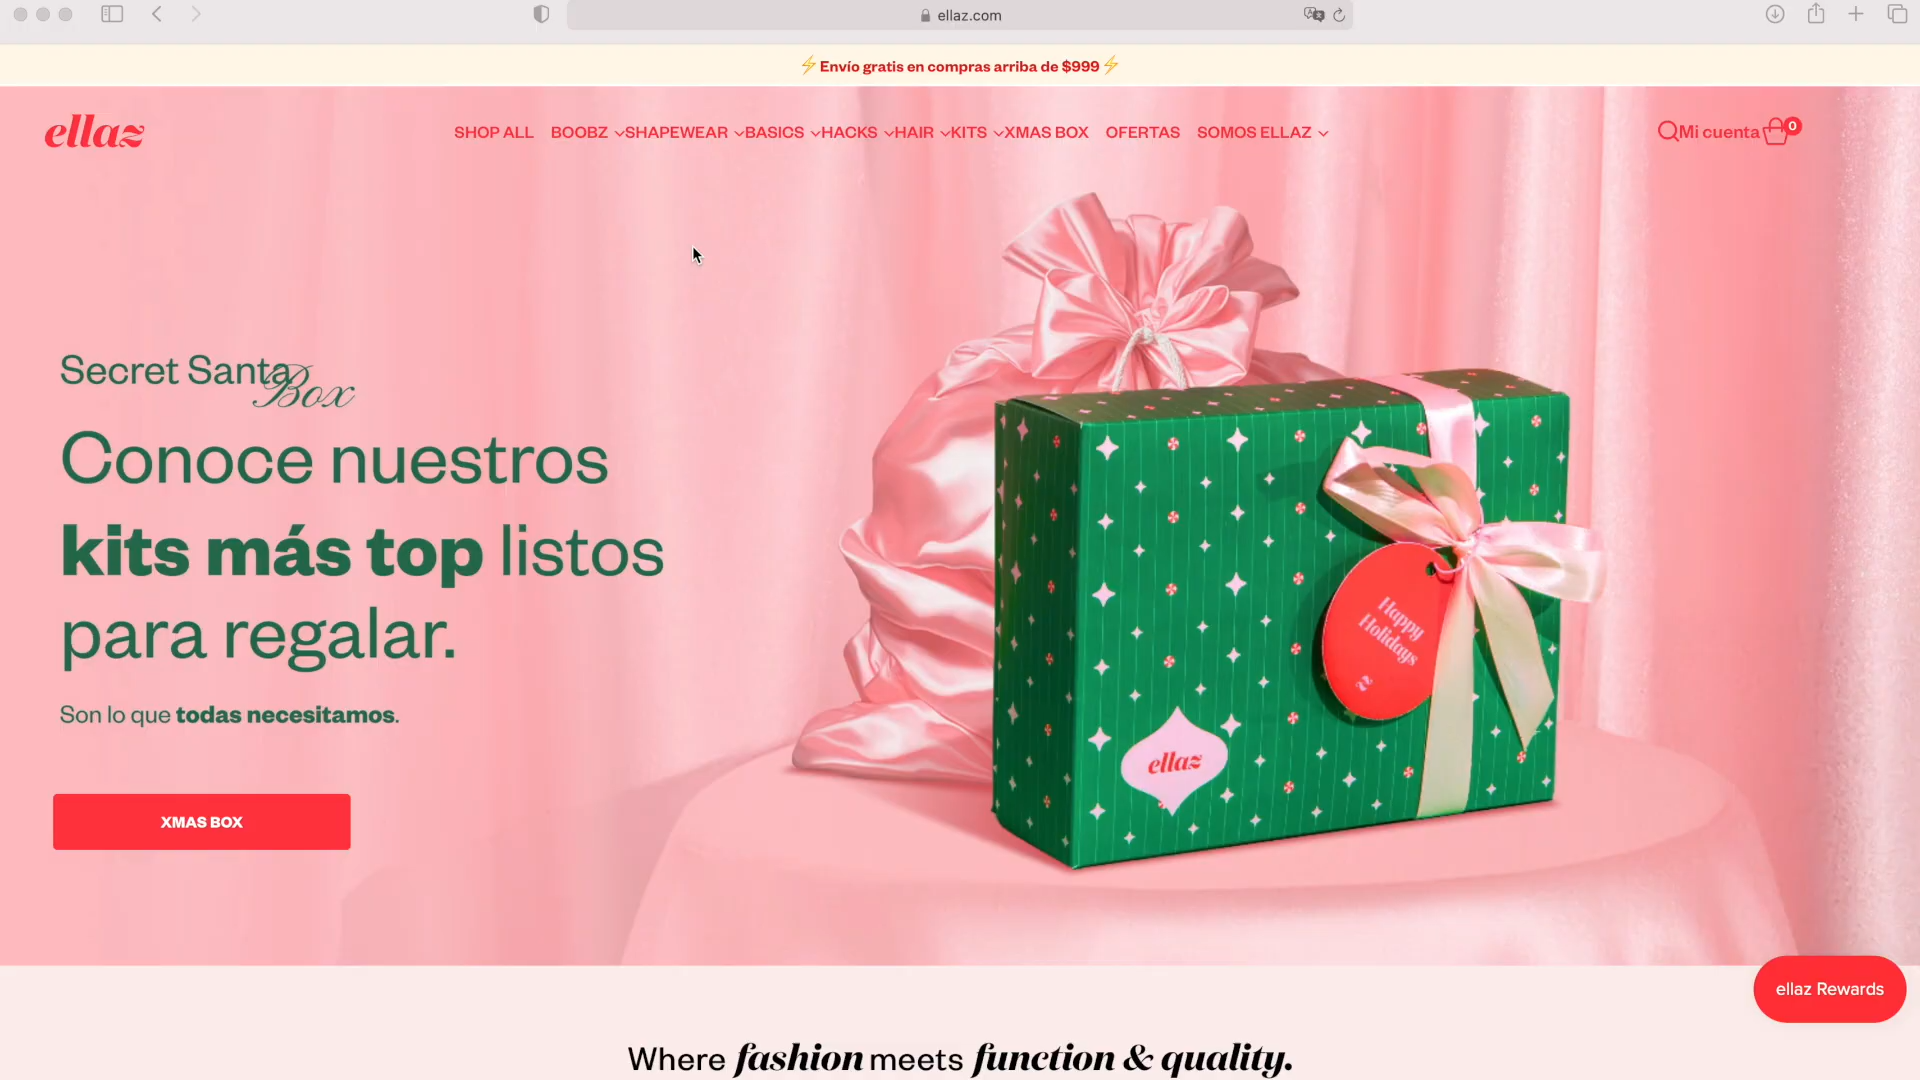 ellaz.com
⚡Envío gratis en compras arriba de $999⚡
ellaz
SHOP ALL BOOBZ SHAPEWEAR BASICS HACKS HAIR KITS XMAS BOX OFERTAS SOMOS ELLAZ
Mi cuenta 0
Secret Santa Box
Conoce nuestros
kits más top listos
para regalar.
Son lo que todas necesitamos.
XMAS BOX
Happy
Holidays
z
ellaz
ellaz Rewards
Where fashion meets function & quality.